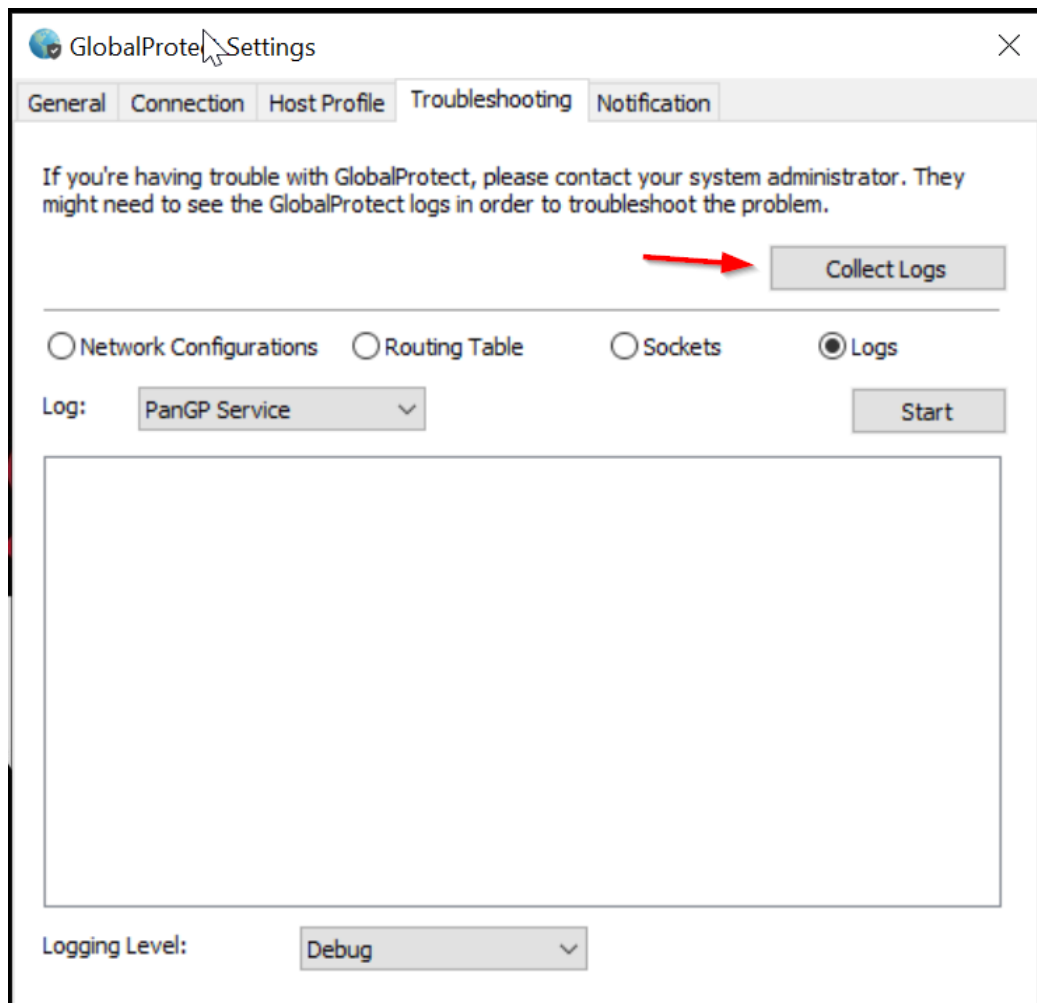 GlobalProtect Settings
General Connection Host Profile Troubleshooting Notification
If you're having trouble with GlobalProtect, please contact your system administrator. They
might need to see the GlobalProtect logs in order to troubleshoot the problem.
Collect Logs
Network Configurations Routing Table Sockets Logs
Log: PanGP Service Start
Logging Level: Debug